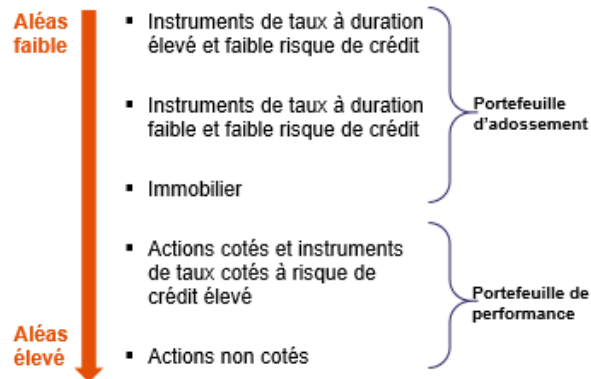 Aléas
faible
▪ Instruments de taux à duration
élevé et faible risque de crédit
▪ Instruments de taux à duration
faible et faible risque de crédit
Portefeuille
d'adossement
▪ Immobilier
▪ Actions cotés et instruments
de taux cotés à risque de
crédit élevé
Portefeuille de
performance
Aléas
élevé
▪ Actions non cotés